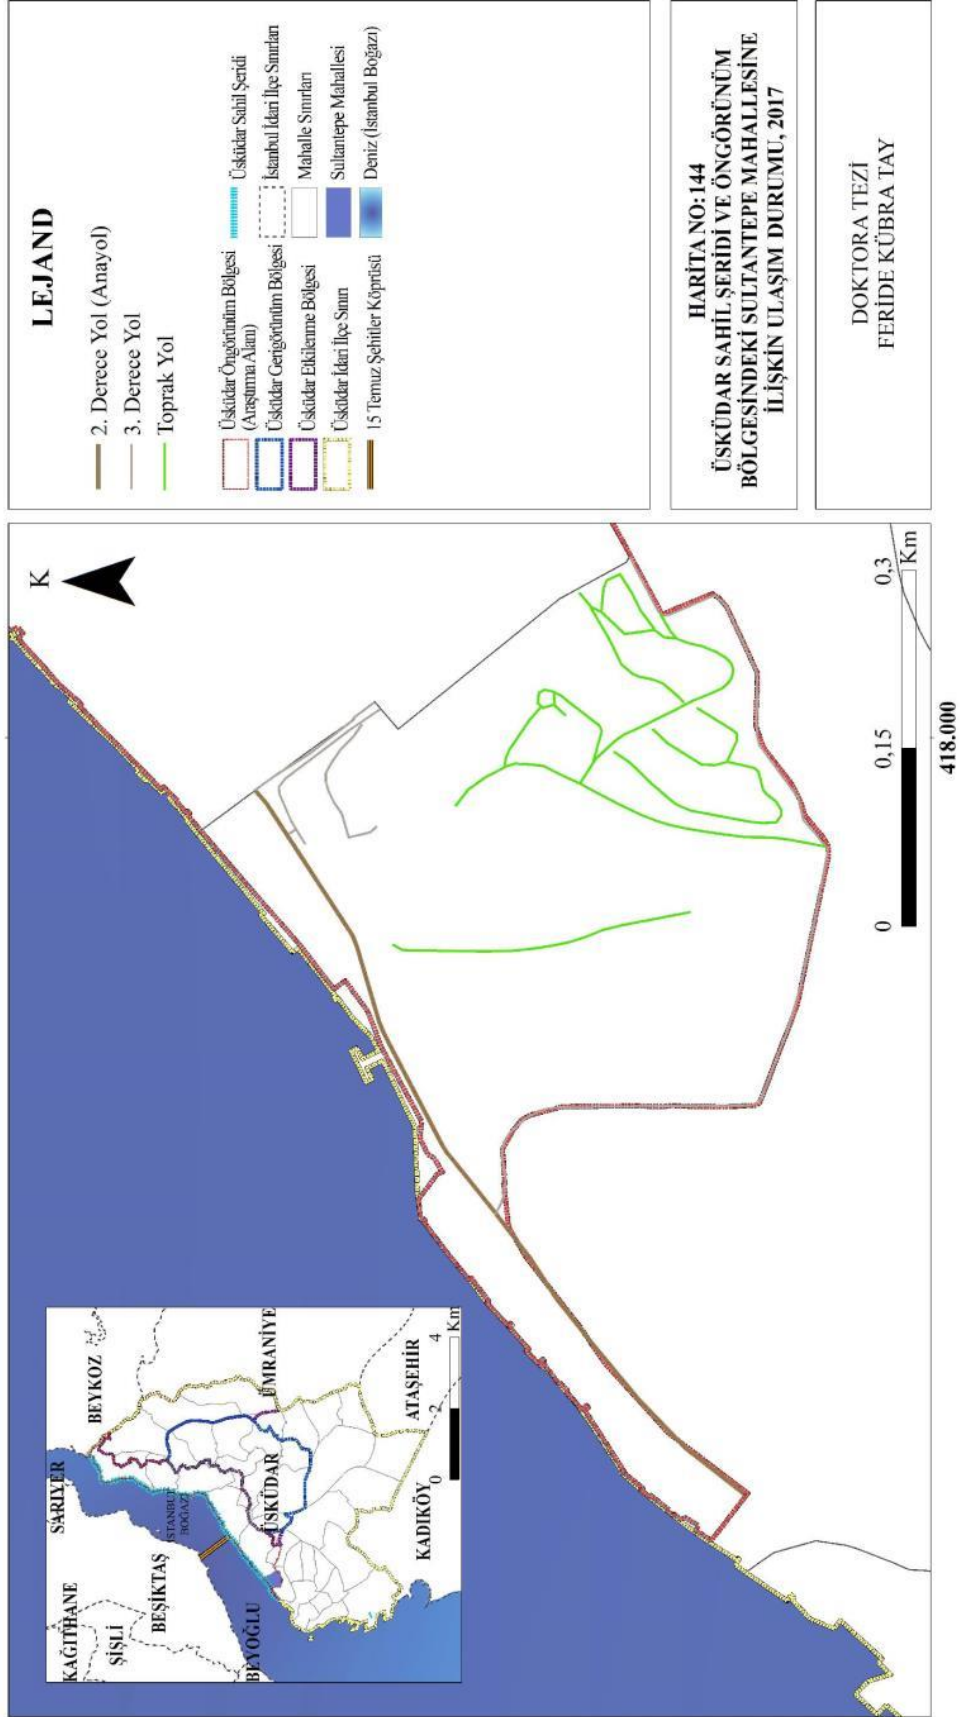 K
SARIYER
BEYKOZ
KAĞITHANE
ŞİŞLİ
BEŞİKTAŞ
İSTANBUL
BOĞAZI
BEYOĞLU
ÜSKÜDAR
ÜMRANİYE
KADIKÖY
ATAŞEHİR
0 2 4
Km
0 0,15 0,3
Km
418.000
LEJAND
2. Derece Yol (Anayol)
3. Derece Yol
Toprak Yol
Üsküdar Öngörünüm Bölgesi
(Araştırma Alanı)
Üsküdar Gerigörünüm Bölgesi
Üsküdar Etkilenme Bölgesi
Üsküdar İdari İlçe Sınırı
15 Temuz Şehitler Köprüsü
Üsküdar Sahil Şeridi
İstanbul İdari İlçe Sınırları
Mahalle Sınırları
Sultantepe Mahallesi
Deniz (İstanbul Boğazı)
HARİTA NO: 144
ÜSKÜDAR SAHİL ŞERİDİ VE ÖNGÖRÜNÜM
BÖLGESİNDEKİ SULTANTEPE MAHALLESİNE
İLİŞKİN ULAŞIM DURUMU, 2017
DOKTORA TEZİ
FERİDE KÜBRA TAY